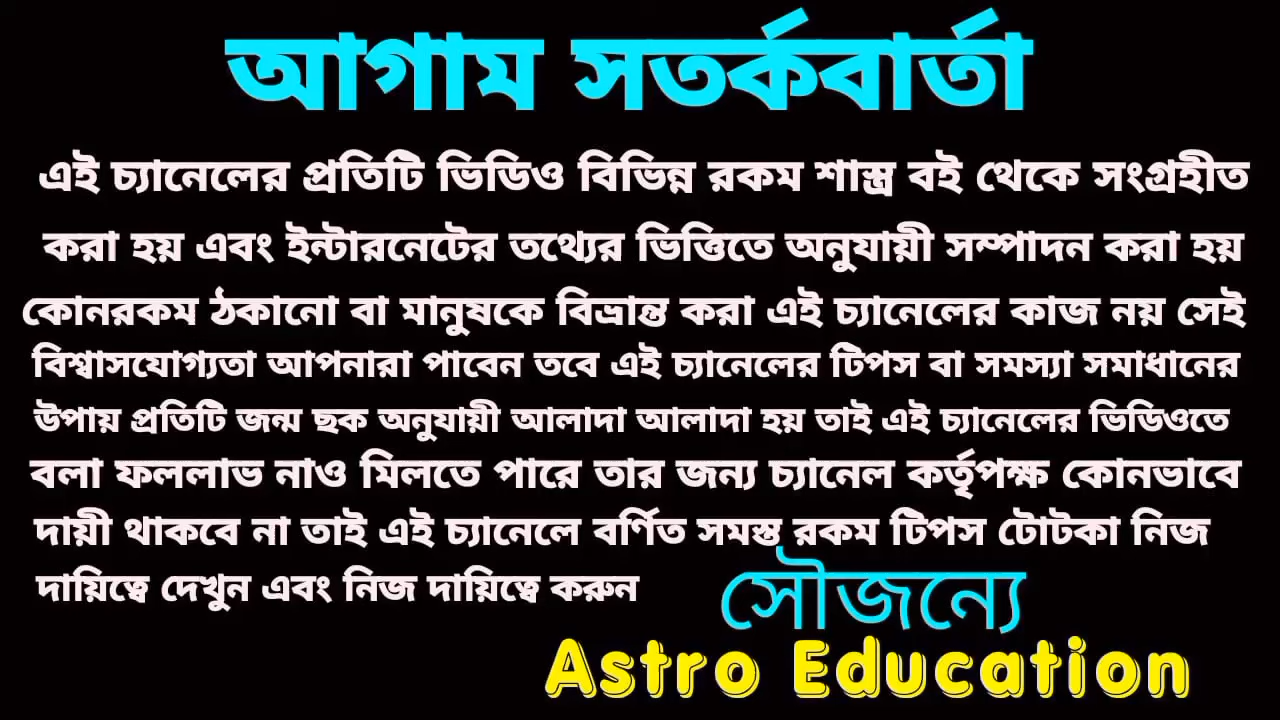 আগাম সতর্কবার্তা
এই চ্যানেলের প্রতিটি ভিডিও বিভিন্ন রকম শাস্ত্র বই থেকে সংগ্রহীত
করা হয় এবং ইন্টারনেটের তথ্যের ভিত্তিতে অনুযায়ী সম্পাদন করা হয়
কোনরকম ঠকানো বা মানুষকে বিভ্রান্ত করা এই চ্যানেলের কাজ নয় সেই
বিশ্বাসযোগ্যতা আপনারা পাবেন তবে এই চ্যানেলের টিপস বা সমস্যা সমাধানের
উপায় প্রতিটি জন্ম ছক অনুযায়ী আলাদা আলাদা হয় তাই এই চ্যানেলের ভিডিওতে
বলা ফললাভ নাও মিলতে পারে তার জন্য চ্যানেল কর্তৃপক্ষ কোনভাবে
দায়ী থাকবে না তাই এই চ্যানেলে বর্ণিত সমস্ত রকম টিপস টোটকা নিজ
দায়িত্বে দেখুন এবং নিজ দায়িত্বে করুন
সৌজন্যে
Astro Education